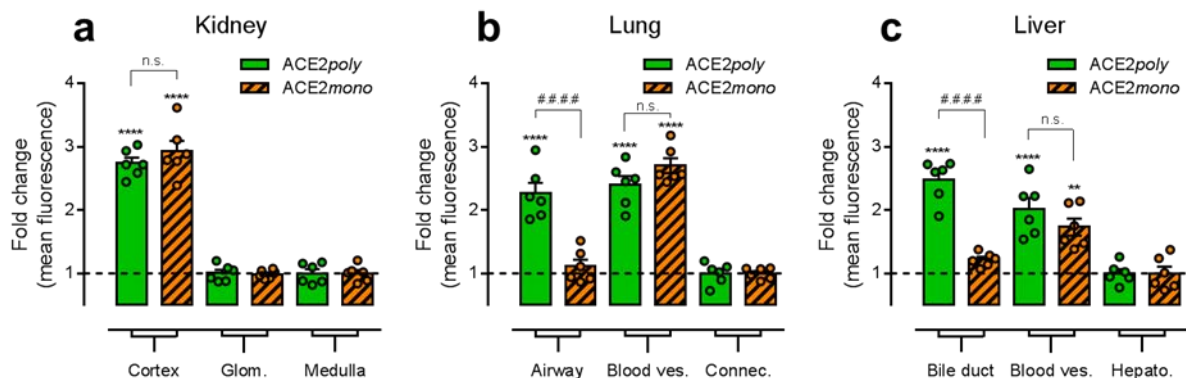 a Kidney
n.s.
ACE2poly
ACE2mono
****
****
Fold change
(mean fluorescence)
4
3
2
1
Cortex Glom. Medulla
b Lung
####
n.s.
ACE2poly
ACE2mono
****
****
****
Fold change
(mean fluorescence)
4
3
2
1
Airway Blood ves. Connec.
c Liver
####
n.s.
ACE2poly
ACE2mono
****
****
**
Fold change
(mean fluorescence)
4
3
2
1
Bile duct Blood ves. Hepato.